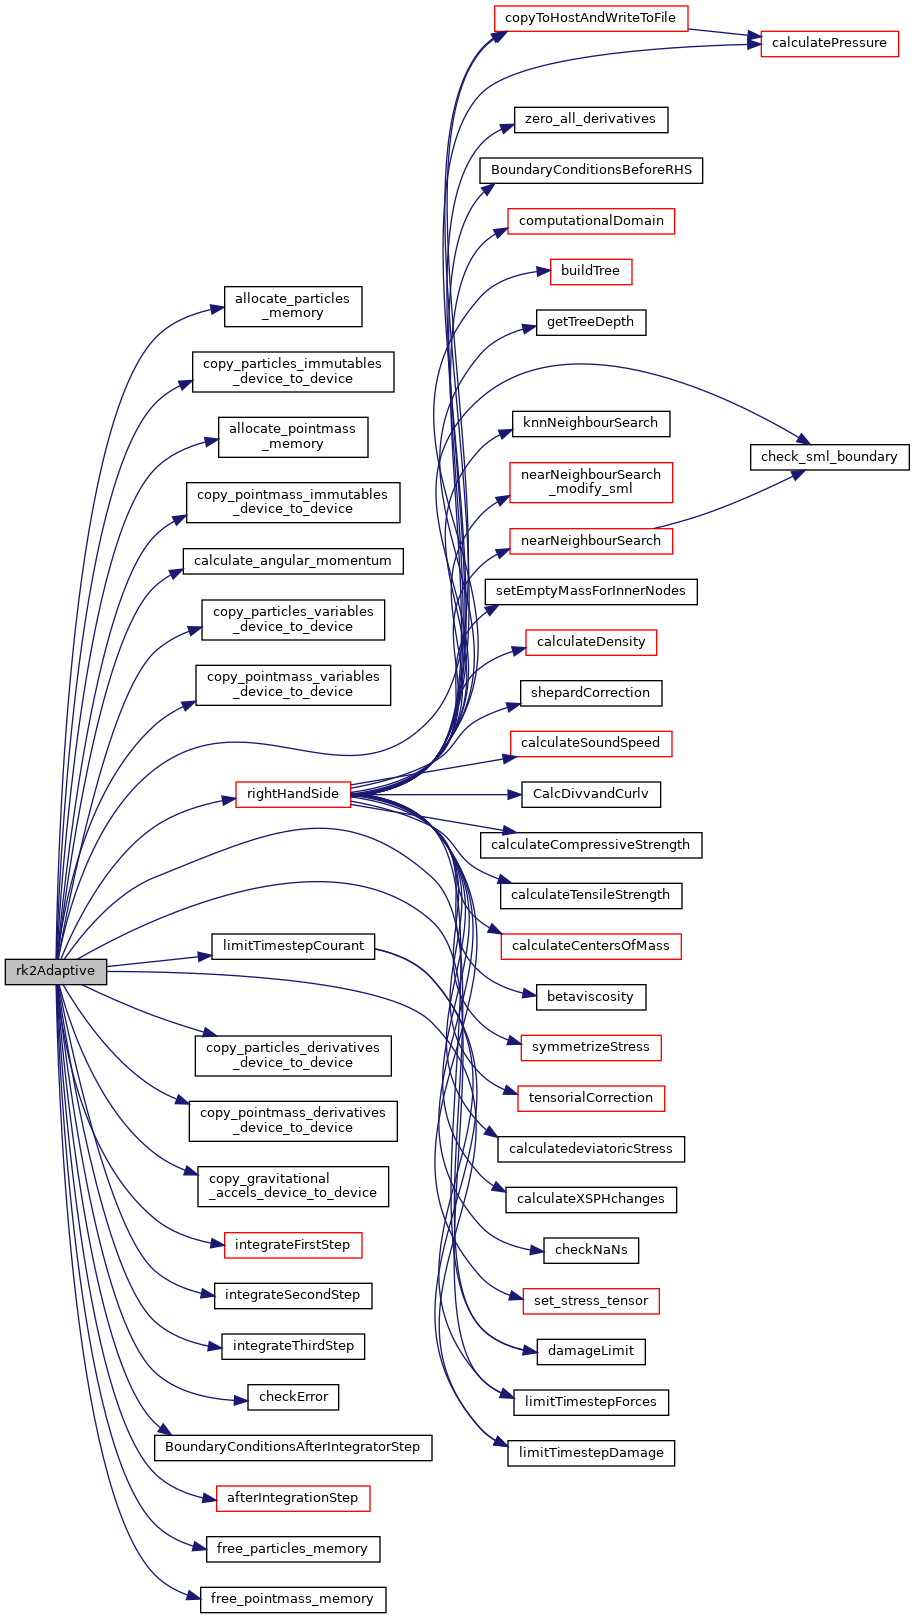 rk2Adaptive
allocate_particles
_memory
copy_particles_immutables
_device_to_device
allocate_pointmass
_memory
copy_pointmass_immutables
_device_to_device
calculate_angular_momentum
copy_particles_variables
_device_to_device
copy_pointmass_variables
_device_to_device
rightHandSide
limitTimestepCourant
copy_particles_derivatives
_device_to_device
copy_pointmass_derivatives
_device_to_device
copy_gravitational
_accels_device_to_device
integrateFirstStep
integrateSecondStep
integrateThirdStep
checkError
BoundaryConditionsAfterIntegratorStep
afterIntegrationStep
free_particles_memory
free_pointmass_memory
copyToHostAndWriteToFile
zero_all_derivatives
BoundaryConditionsBeforeRHS
computationalDomain
buildTree
getTreeDepth
knnNeighbourSearch
nearNeighbourSearch
_modify_sml
nearNeighbourSearch
setEmptyMassForInnerNodes
calculateDensity
shepardCorrection
calculateSoundSpeed
CalcDivvandCurlv
calculateCompressiveStrength
calculateTensileStrength
calculateCentersOfMass
betaviscosity
symmetrizeStress
tensorialCorrection
calculatedeviatoricStress
calculateXSPHchanges
checkNaNs
set_stress_tensor
damageLimit
limitTimestepForces
limitTimestepDamage
calculatePressure
check_sml_boundary